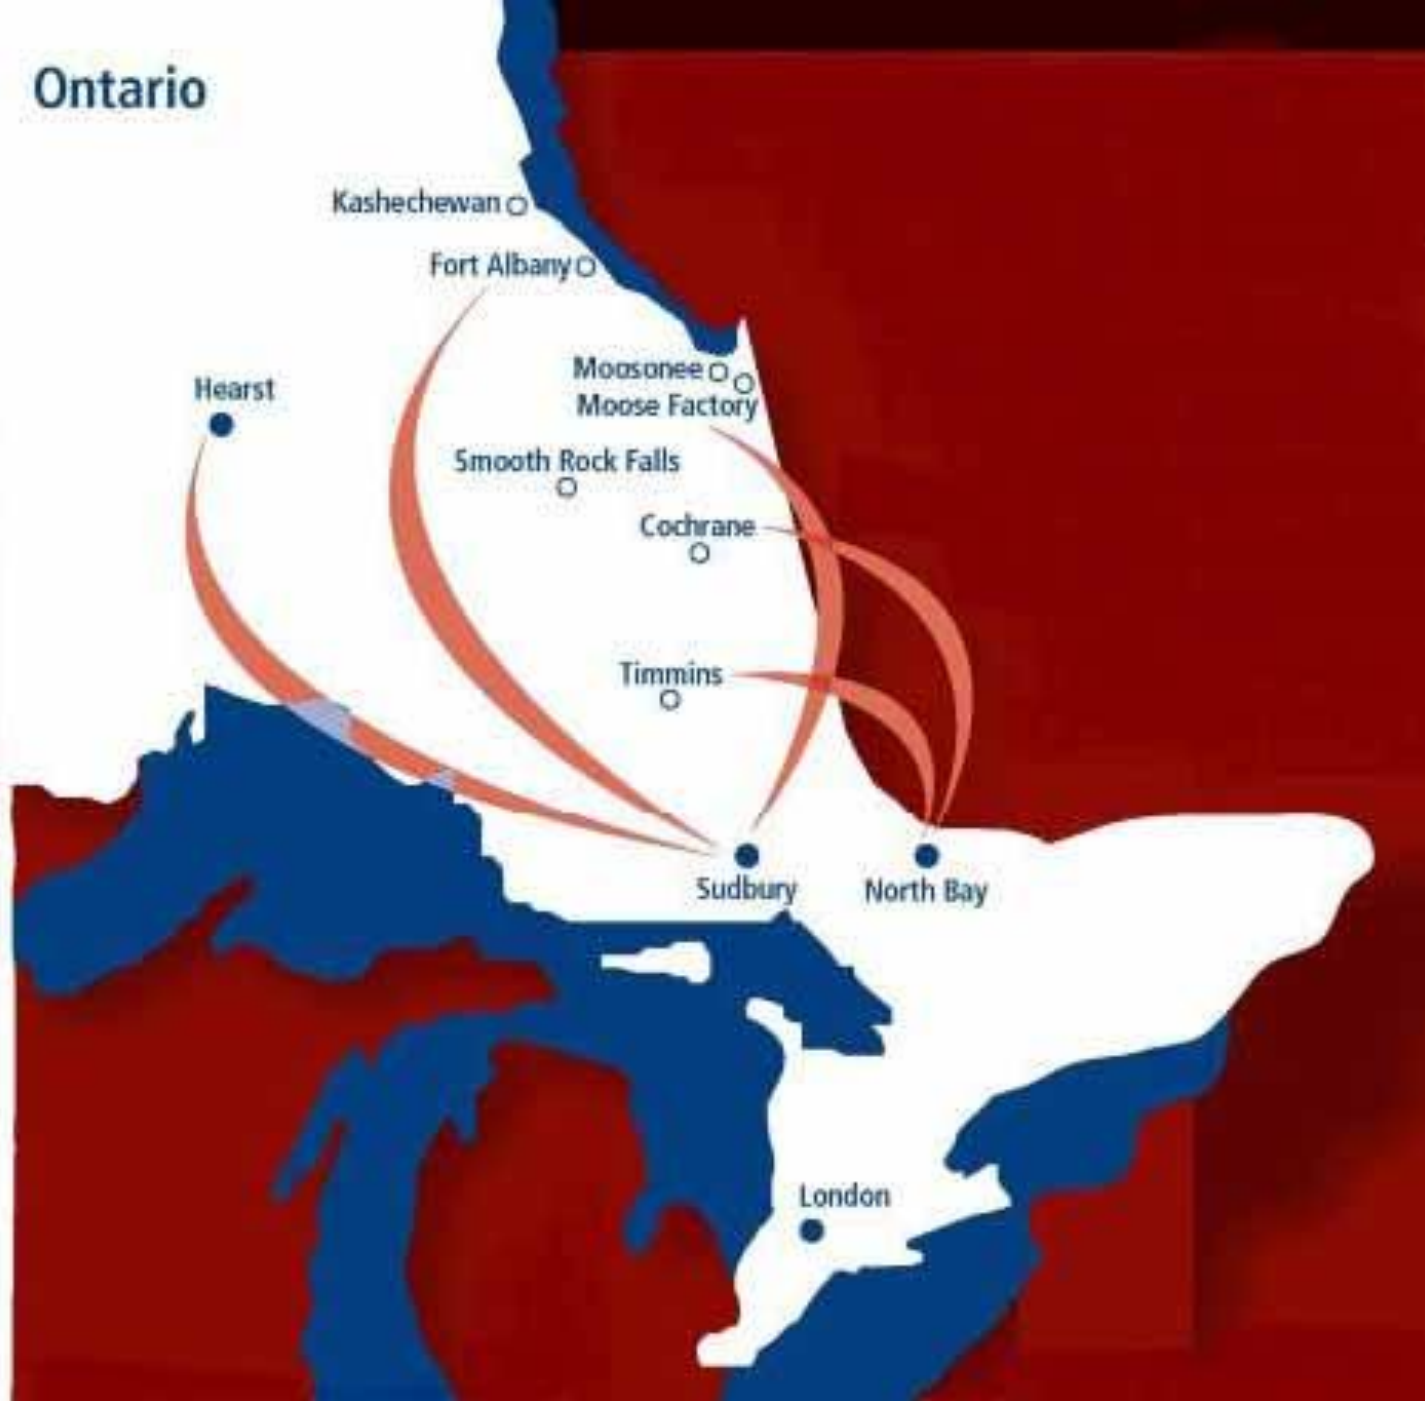 Ontario
Kashechewan
Fort Albany
Moosonee
Hearst
Moose Factory
Smooth Rock Falls
Cochrane
Timmins
Sudbury
North Bay
London